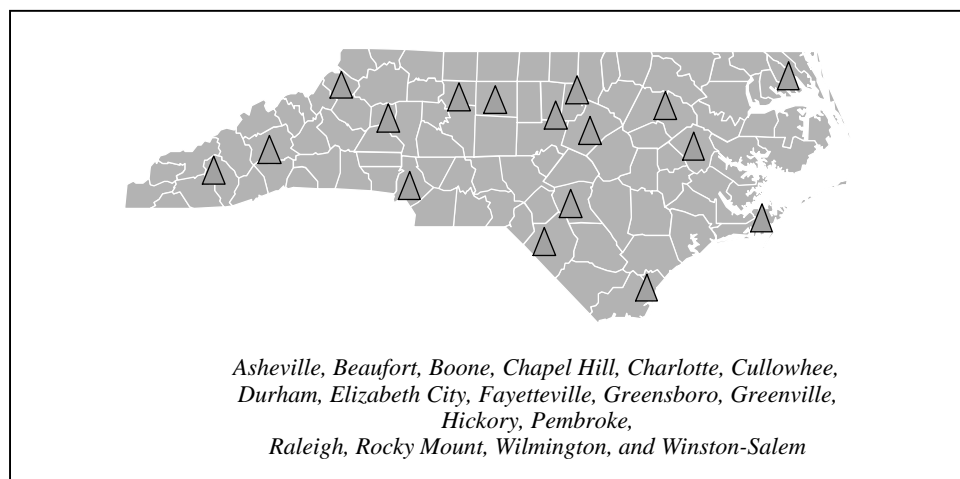 Asheville, Beaufort, Boone, Chapel Hill, Charlotte, Cullowhee,
Durham, Elizabeth City, Fayetteville, Greensboro, Greenville,
Hickory, Pembroke,
Raleigh, Rocky Mount, Wilmington, and Winston-Salem